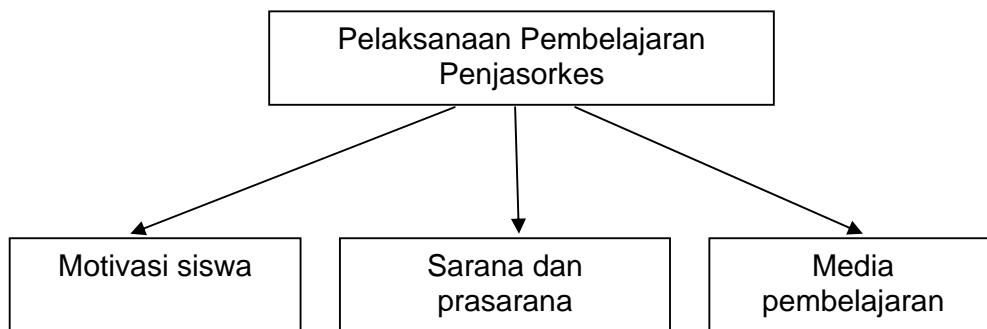 Pelaksanaan Pembelajaran
Penjasorkes
Motivasi siswa
Sarana dan
prasarana
Media
pembelajaran